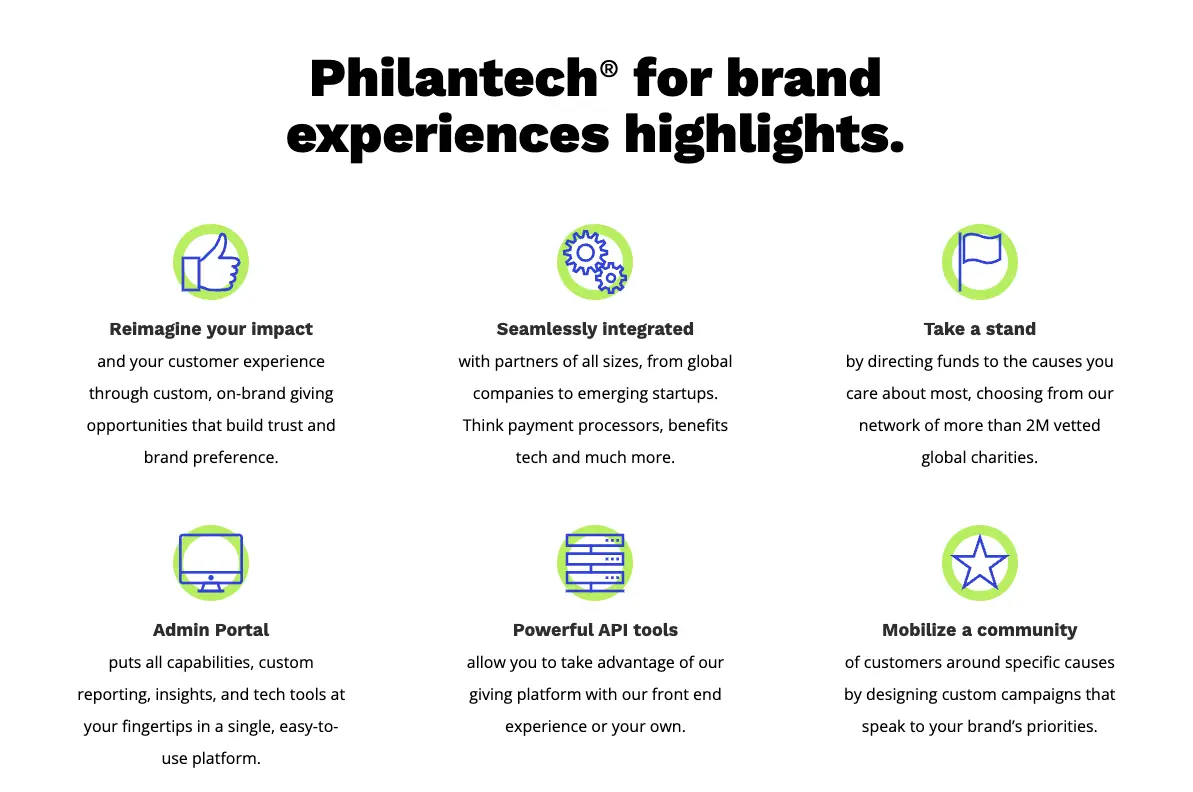 Philantech® for brand
experiences highlights.
Reimagine your impact
and your customer experience
through custom, on-brand giving
opportunities that build trust and
brand preference.
Seamlessly integrated
with partners of all sizes, from global
companies to emerging startups.
Think payment processors, benefits
tech and much more.
Take a stand
by directing funds to the causes you
care about most, choosing from our
network of more than 2M vetted
global charities.
Admin Portal
puts all capabilities, custom
reporting, insights, and tech tools at
your fingertips in a single, easy-to-
use platform.
Powerful API tools
allow you to take advantage of our
giving platform with our front end
experience or your own.
Mobilize a community
of customers around specific causes
by designing custom campaigns that
speak to your brand’s priorities.